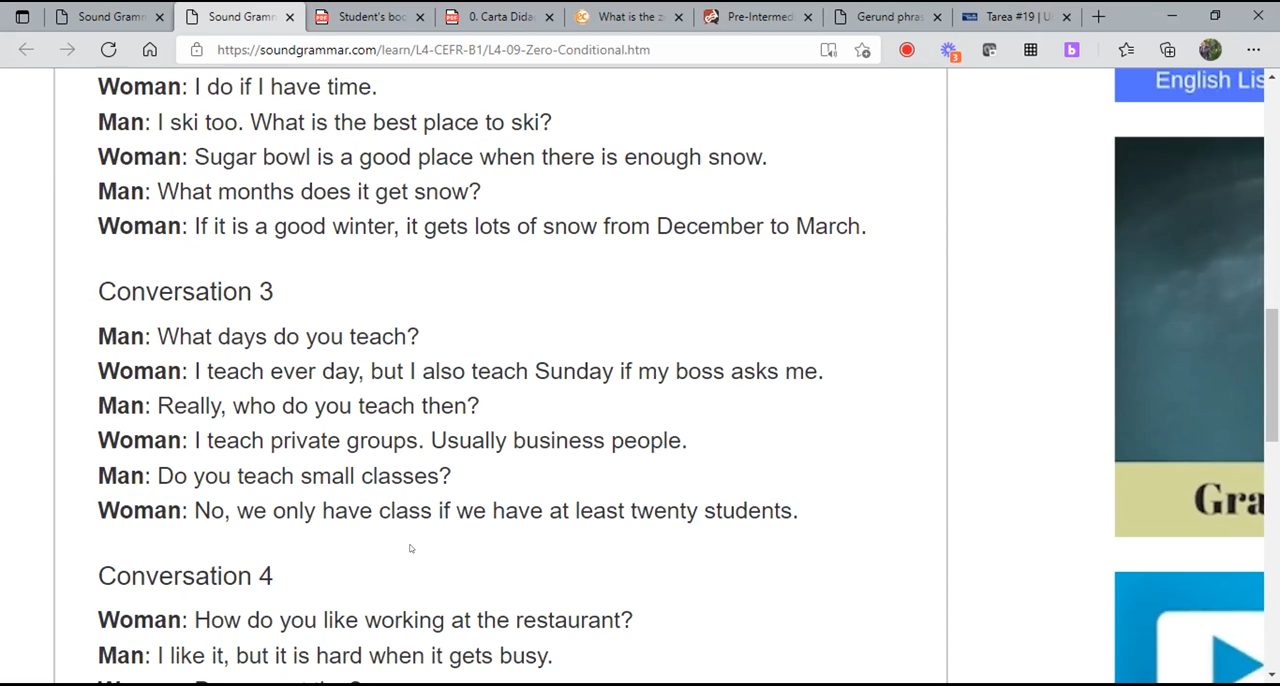 Sound Gramm
Sound Gramn
Student's boo
0. Carta Dida
What is the z
Pre-Intermed
Gerund phra
Tarea #19 | U
https://soundgrammar.com/learn/L4-CEFR-B1/L4-09-Zero-Conditional.htm
3
b
Woman: I do if I have time.
Man: I ski too. What is the best place to ski?
Woman: Sugar bowl is a good place when there is enough snow.
Man: What months does it get snow?
Woman: If it is a good winter, it gets lots of snow from December to March.
Conversation 3
Man: What days do you teach?
Woman: I teach ever day, but I also teach Sunday if my boss asks me.
Man: Really, who do you teach then?
Woman: I teach private groups. Usually business people.
Man: Do you teach small classes?
Woman: No, we only have class if we have at least twenty students.
Conversation 4
Woman: How do you like working at the restaurant?
Man: I like it, but it is hard when it gets busy.
English Lis
Gra